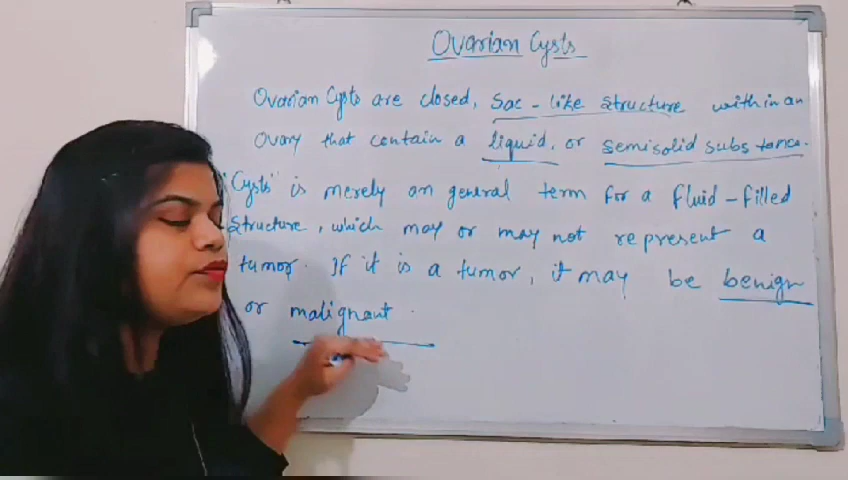 Ovarian Cysts
Ovarian Cysts are closed, Sac-like structure within an
Ovary that contain a liquid, or semisolid substance.
"Cysts" is merely an general term for a fluid-filled
structure, which may or may not represent a
tumor. If it is a tumor, it may be benign
or malignant.